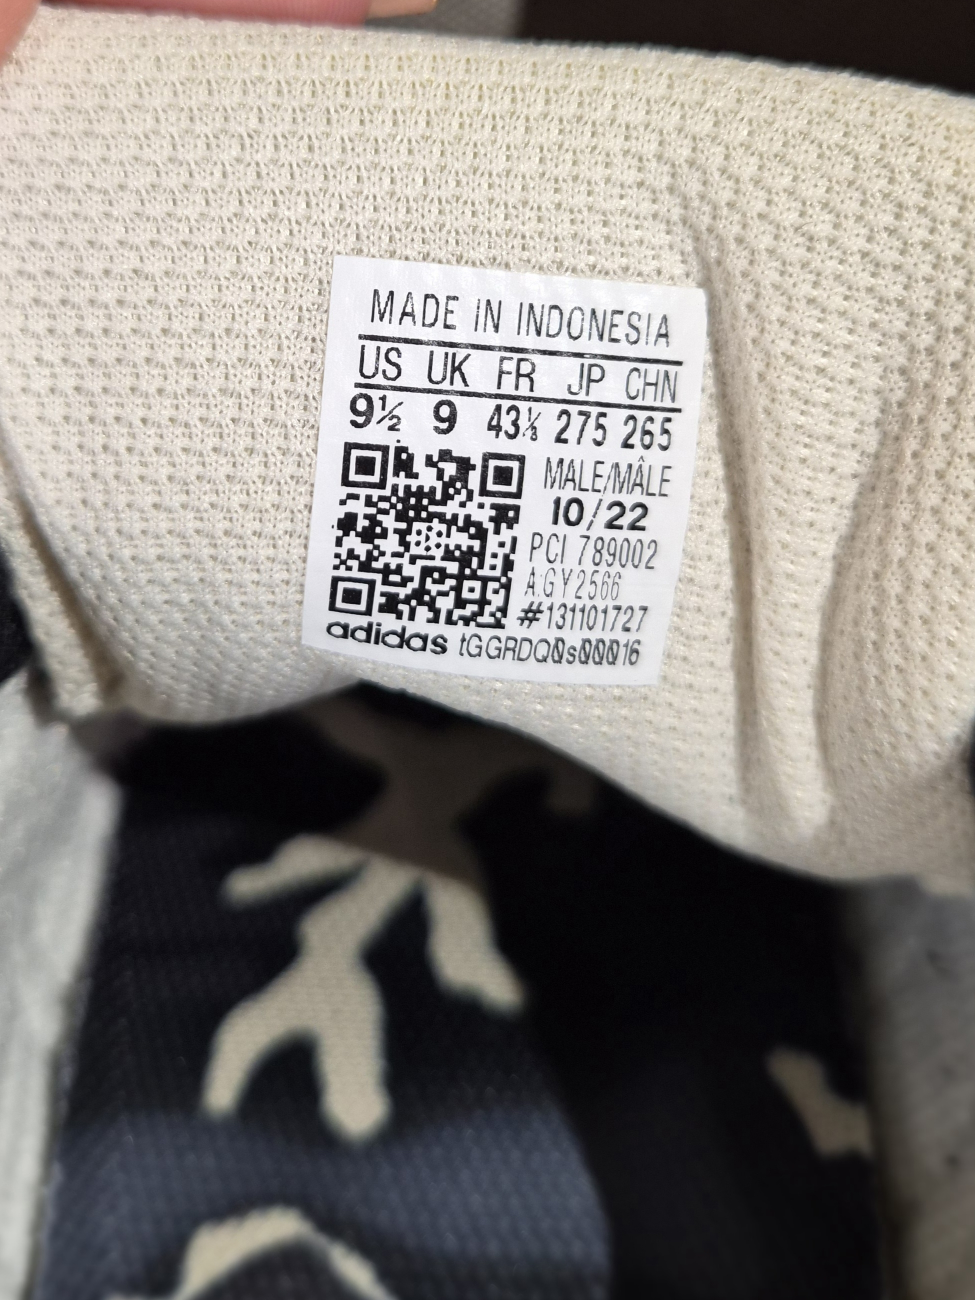 MADE IN INDONESIA
US UK FR JP CHN
9½ 9 43⅓ 275 265
MALE/MÂLE
10/22
PCI 789002
A:GY2566
#131101727
adidas tGGRDQ0s00016